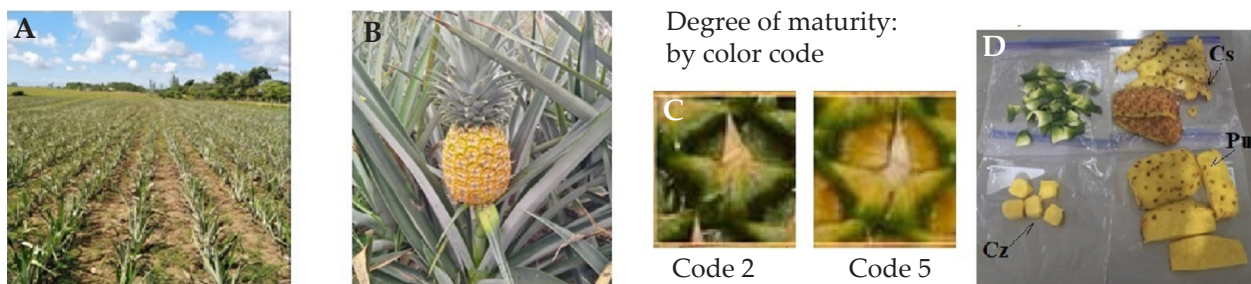 A
B
Degree of maturity:
by color code
C
Code 2
Code 5
D
Cs
Pu
Cz